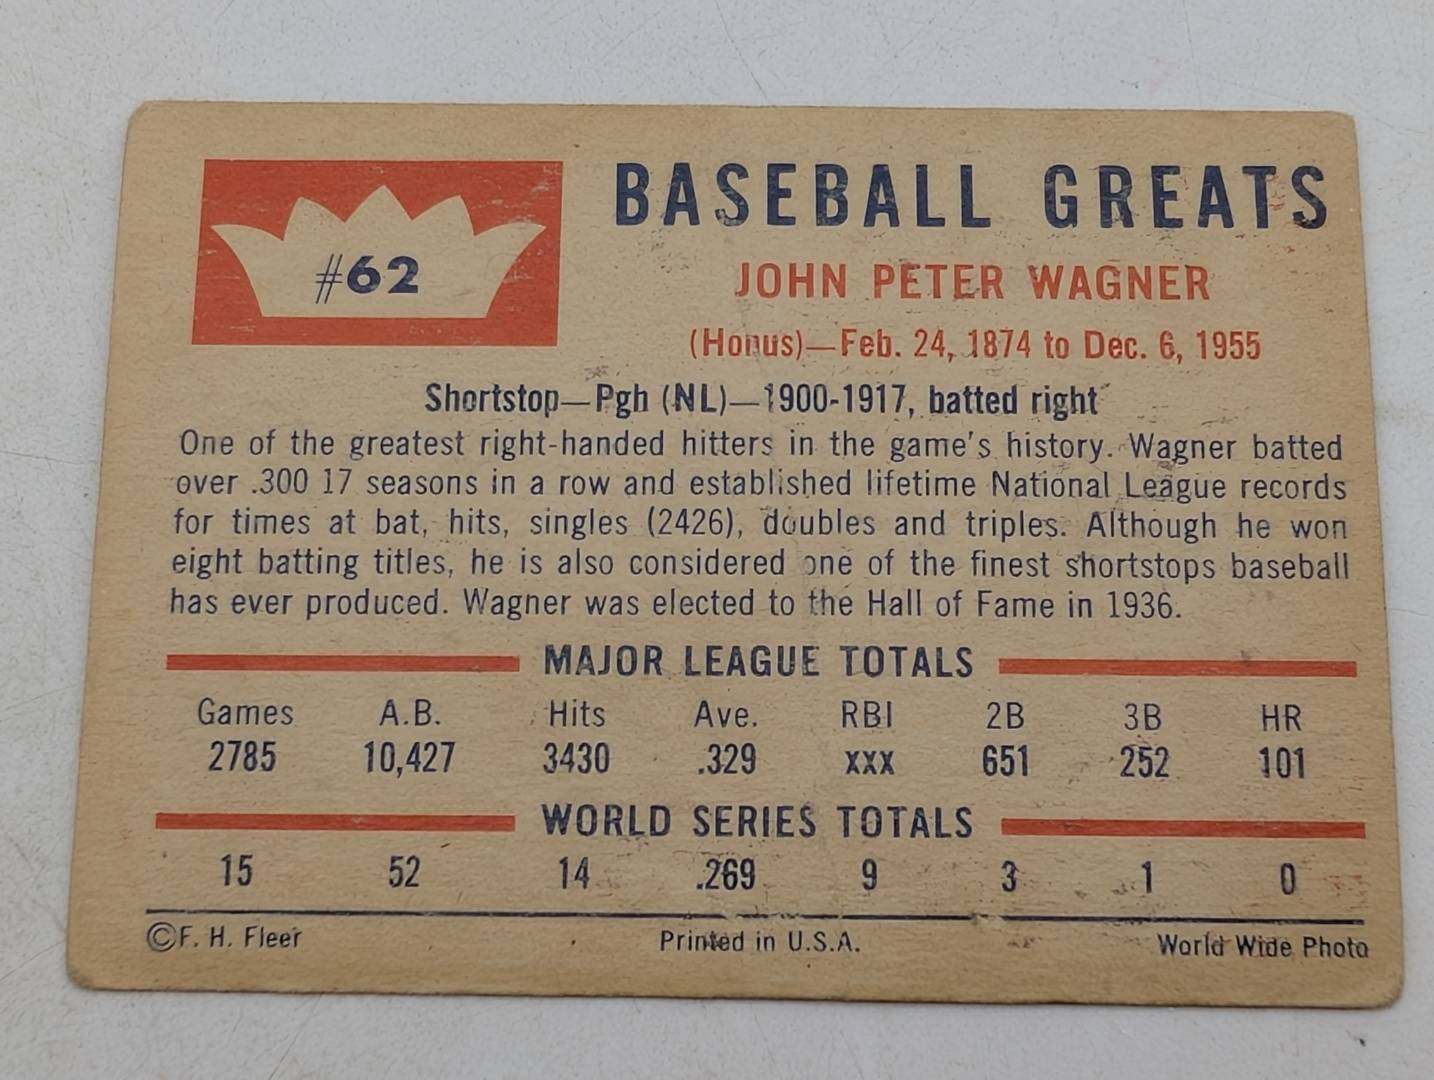 #62
BASEBALL GREATS
JOHN PETER WAGNER
(Honus)—Feb. 24, 1874 to Dec. 6, 1955
Shortstop—Pgh (NL)—1900-1917, batted right
One of the greatest right-handed hitters in the game's history. Wagner batted
over .300 17 seasons in a row and established lifetime National League records
for times at bat, hits, singles (2426), doubles and triples. Although he won
eight batting titles, he is also considered one of the finest shortstops baseball
has ever produced. Wagner was elected to the Hall of Fame in 1936.
MAJOR LEAGUE TOTALS
Games A.B. Hits Ave. RBI 2B 3B HR
2785 10,427 3430 .329 xxx 651 252 101
WORLD SERIES TOTALS
15 52 14 .269 9 3 1 0
©F. H. Fleer Printed in U.S.A. World Wide Photo